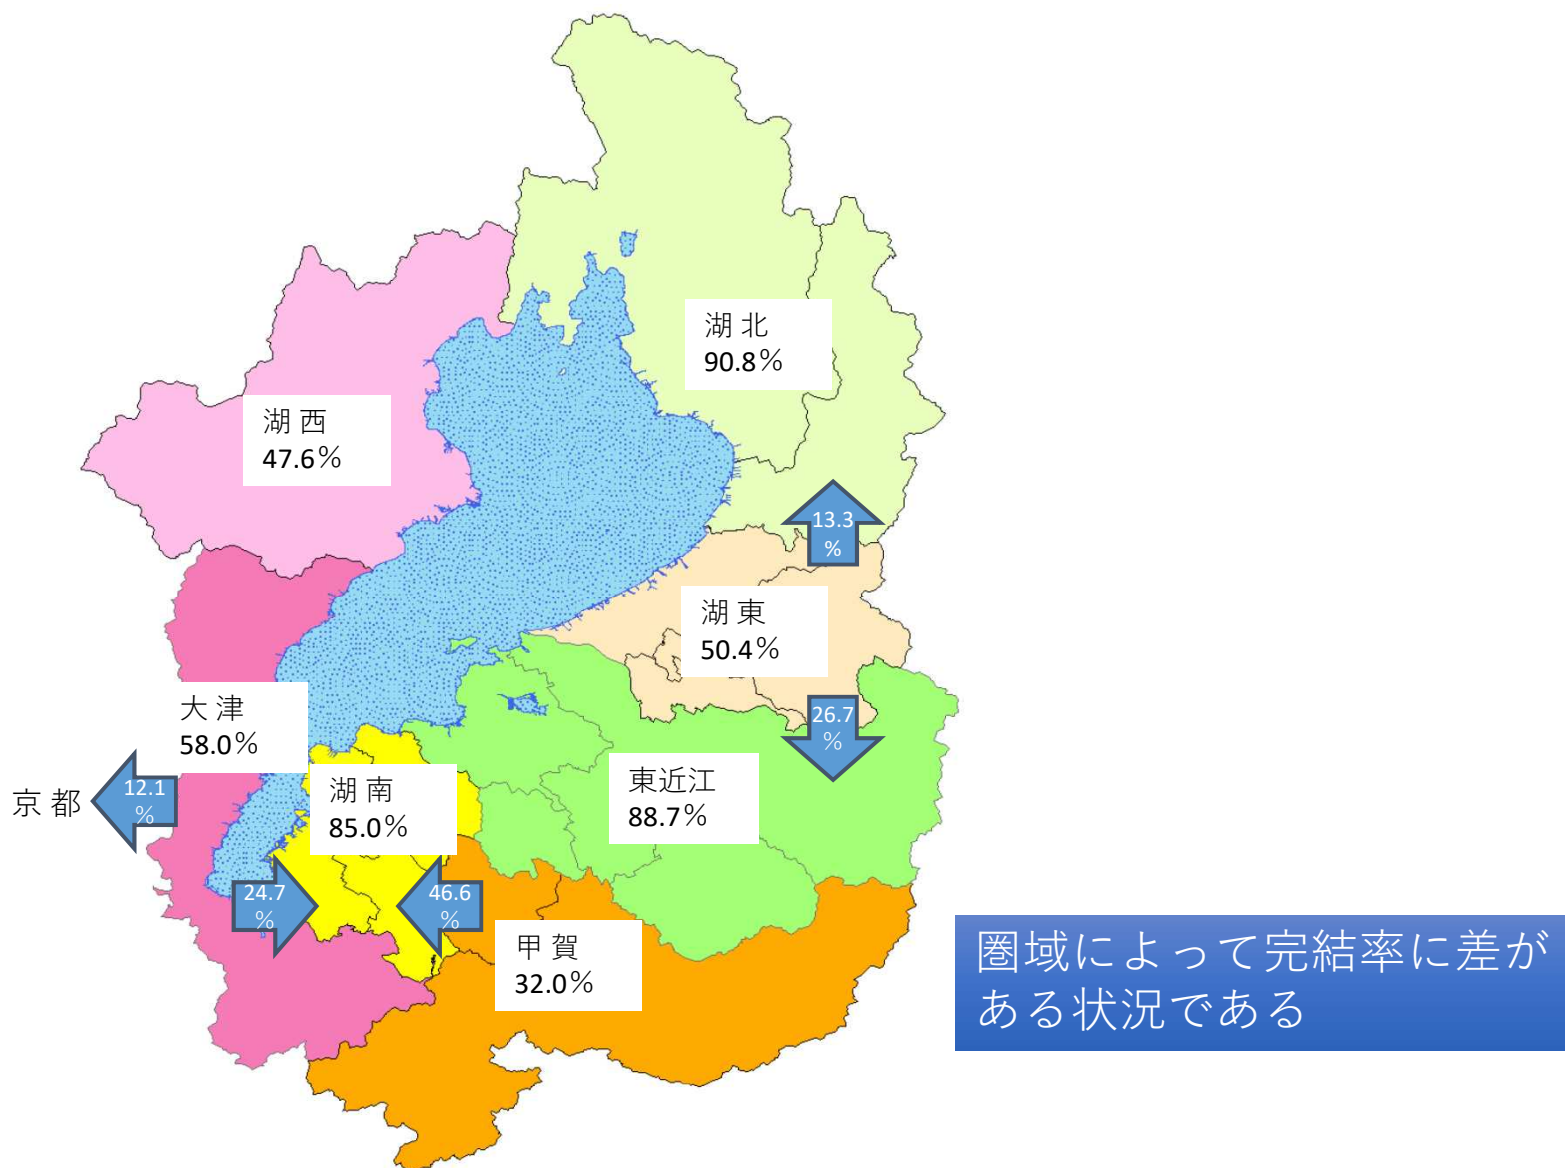 湖北
90.8％
湖西
47.6％
13.3
％
湖東
50.4％
大津
58.0％
26.7
％
京都
12.1
％
湖南
85.0％
東近江
88.7％
24.7
％
46.6
％
甲賀
32.0％
圏域によって完結率に差が
ある状況である